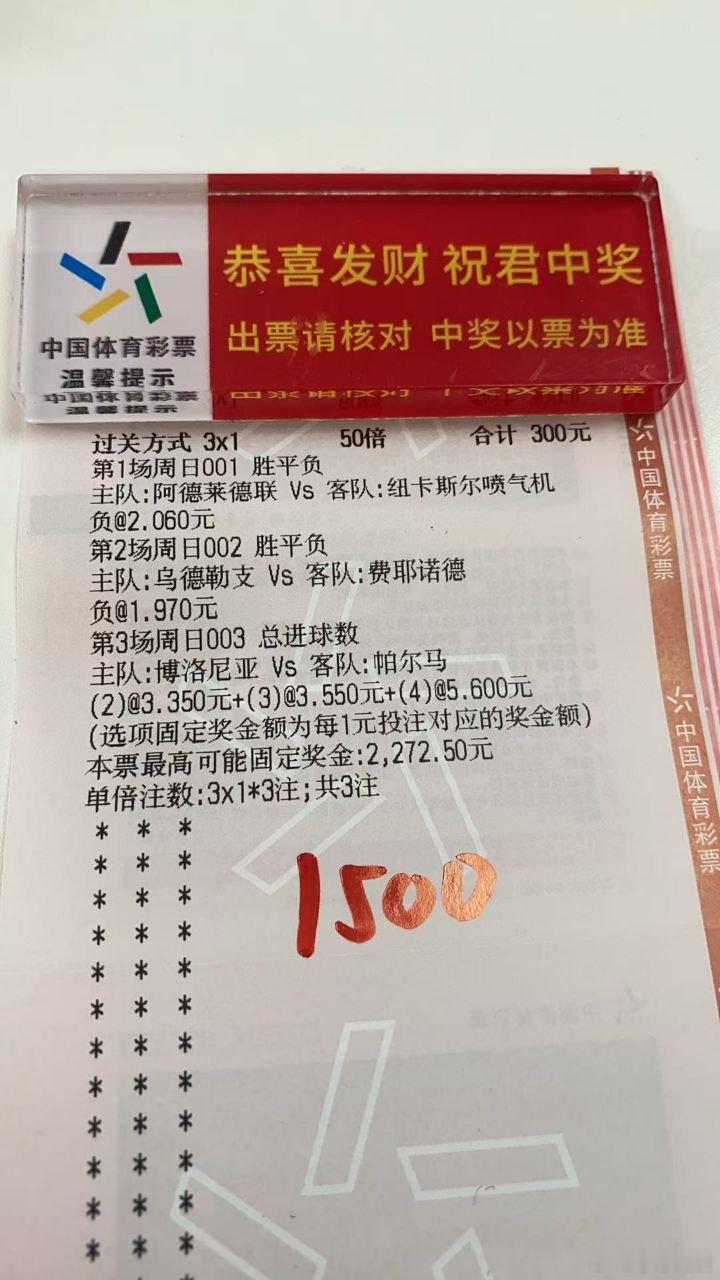 恭喜发财 祝君中奖
出票请核对 中奖以票为准
中国体育彩票
温馨提示
过关方式 3x1 50倍 合计 300元
第1场周日001 胜平负
主队:阿德莱德联 Vs 客队:纽卡斯尔喷气机
负@2.060元
第2场周日002 胜平负
主队:乌德勒支 Vs 客队:费耶诺德
负@1.970元
第3场周日003 总进球数
主队:博洛尼亚 Vs 客队:帕尔马
(2)@3.350元+(3)@3.550元+(4)@5.600元
(选项固定奖金额为每1元投注对应的奖金额)
本票最高可能固定奖金:2,272.50元
单倍注数:3x1*3注;共3注
* * *
* * *
* * *
* * *
* * *
* * *
* * *
* * *
* * *
* * *
* * *
* * *
1500
中国体育彩票
中国体育彩票